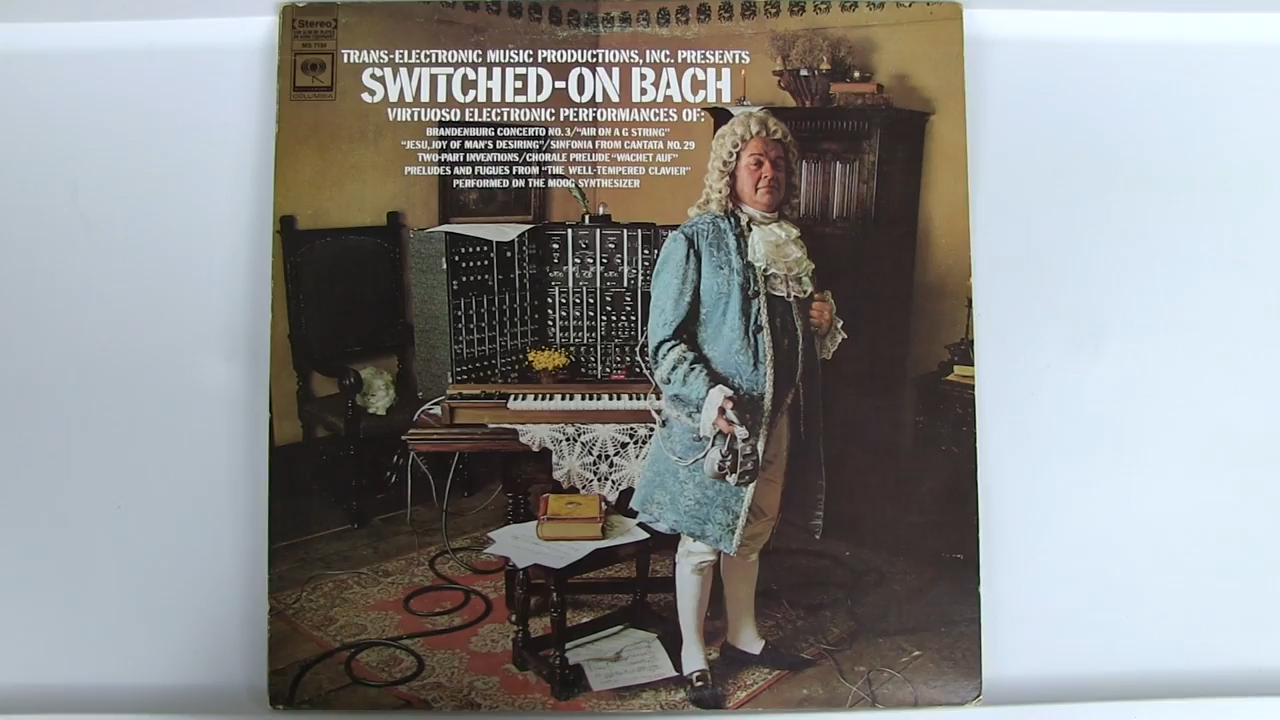 Stereo
MS 7194
COLUMBIA
TRANS-ELECTRONIC MUSIC PRODUCTIONS, INC. PRESENTS
SWITCHED-ON BACH
VIRTUOSO ELECTRONIC PERFORMANCES OF:
BRANDENBURG CONCERTO NO. 3/"AIR ON A G STRING"
"JESU, JOY OF MAN'S DESIRING"/SINFONIA FROM CANTATA NO. 29
TWO-PART INVENTIONS/CHORALE PRELUDE "WACHET AUF"
PRELUDES AND FUGUES FROM "THE WELL-TEMPERED CLAVIER"
PERFORMED ON THE MOOG SYNTHESIZER